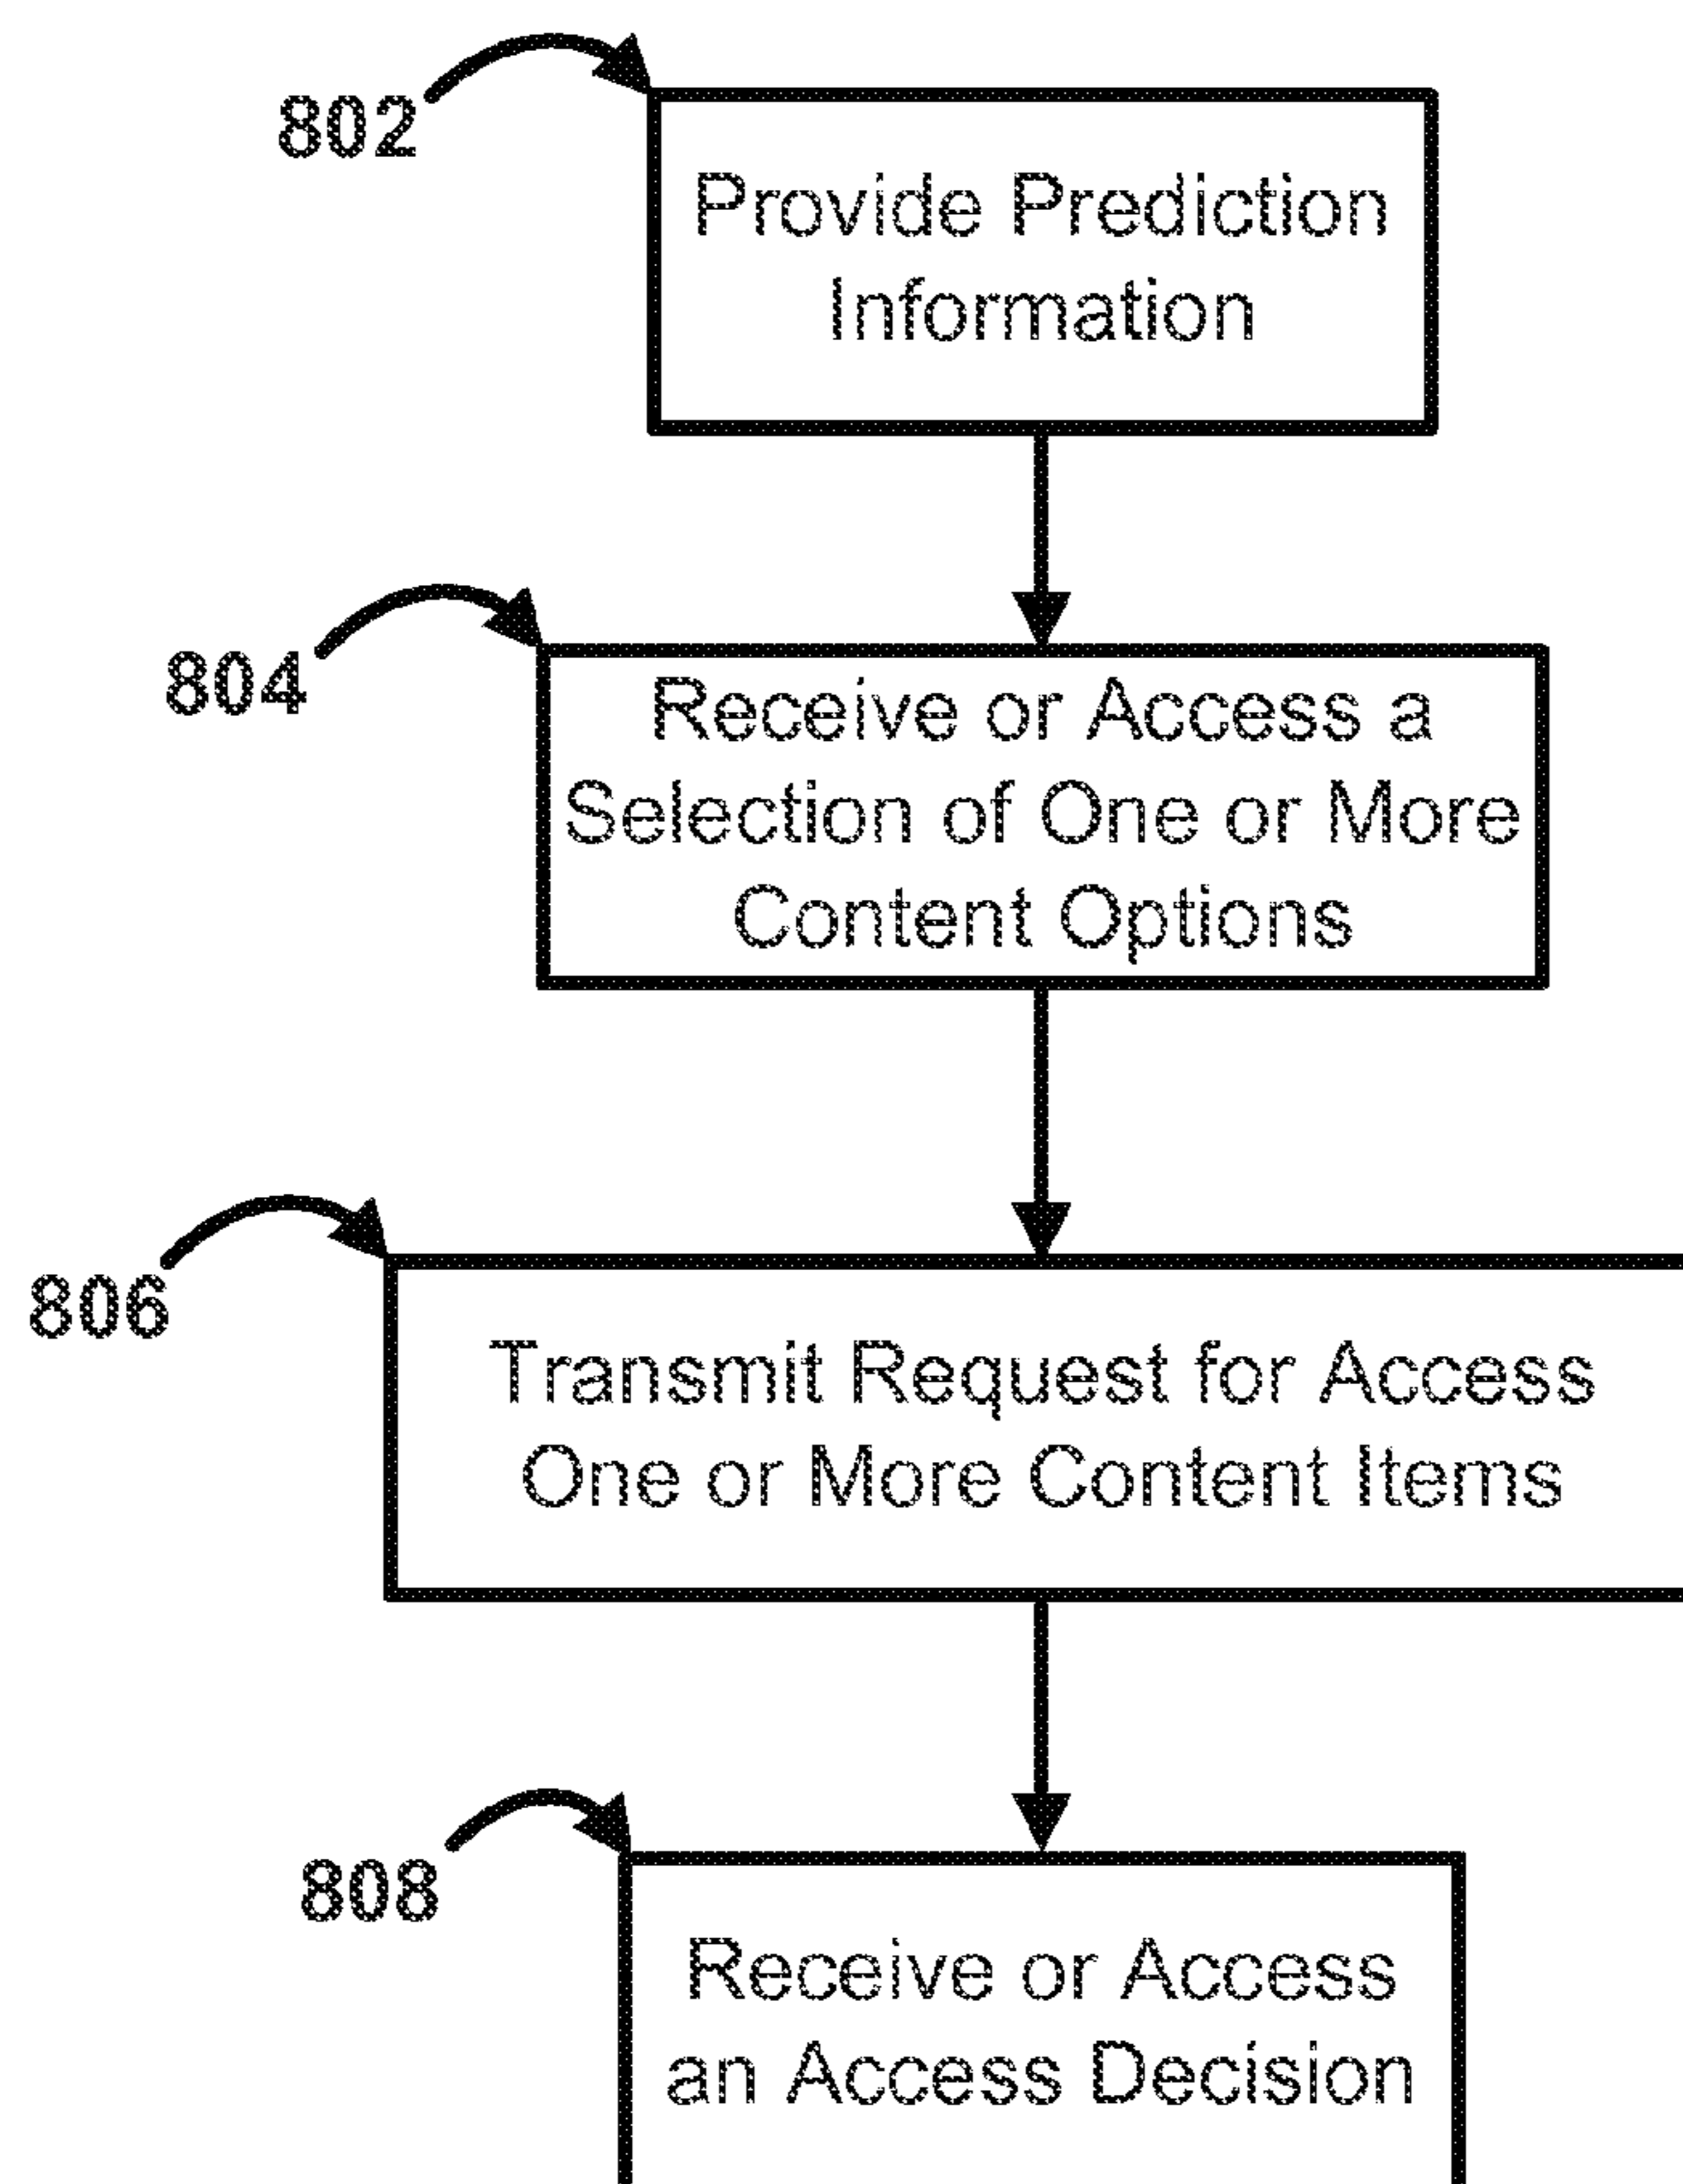 802
Provide Prediction
Information
804
Receive or Access a
Selection of One or More
Content Options
806
Transmit Request for Access
One or More Content Items
808
Receive or Access
an Access Decision